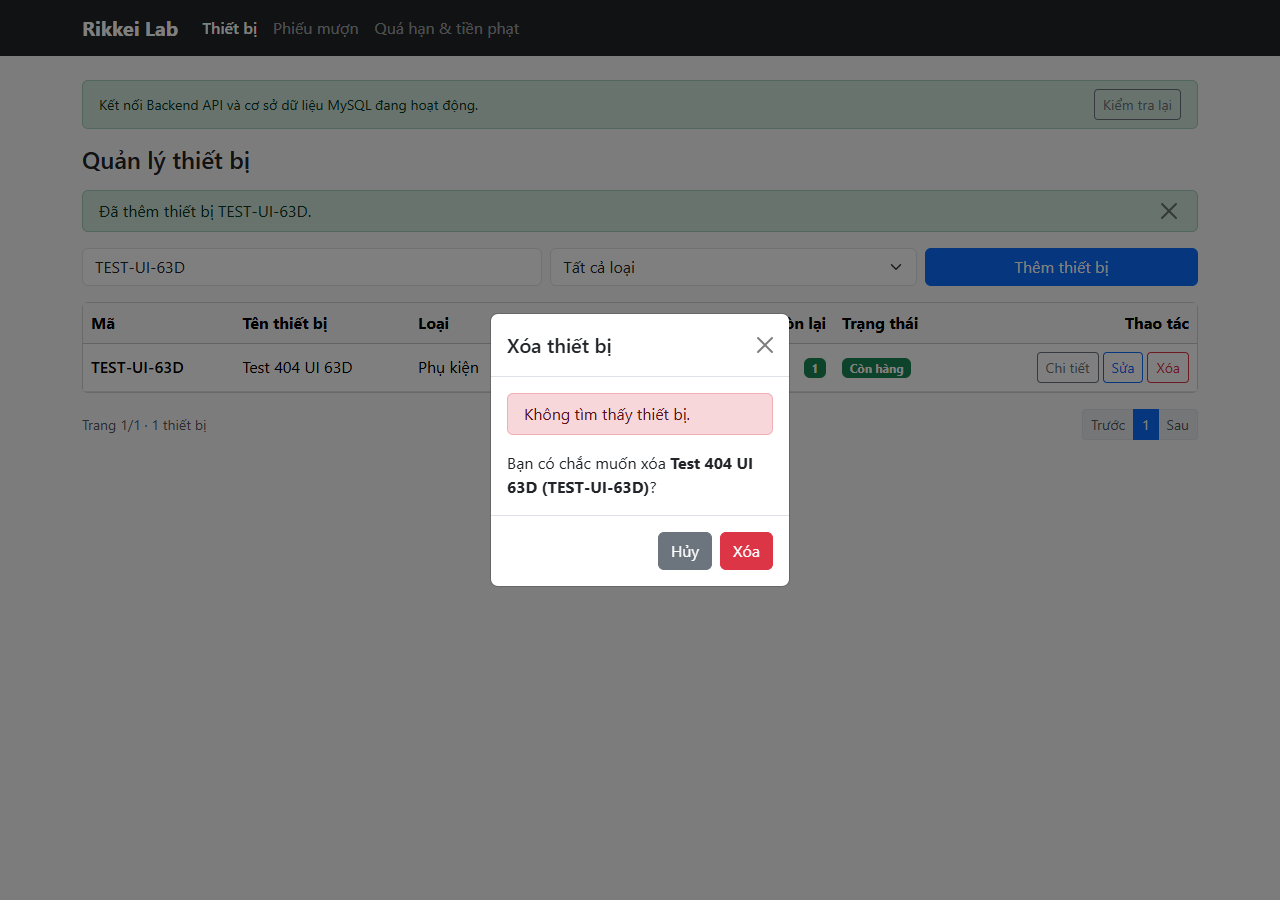 Rikkei Lab Thiết bị Phiếu mượn Quá hạn & tiền phạt
Kết nối Backend API và cơ sở dữ liệu MySQL đang hoạt động. Kiểm tra lại
Quản lý thiết bị
Đã thêm thiết bị TEST-UI-63D.
TEST-UI-63D Tất cả loại Thêm thiết bị
Mã Tên thiết bị Loại lại Trạng thái Thao tác
TEST-UI-63D Test 404 UI 63D Phụ kiện 1 Còn hàng Chi tiết Sửa Xóa
Trang 1/1 · 1 thiết bị Trước 1 Sau
Xóa thiết bị
Không tìm thấy thiết bị.
Bạn có chắc muốn xóa Test 404 UI
63D (TEST-UI-63D)?
Hủy Xóa